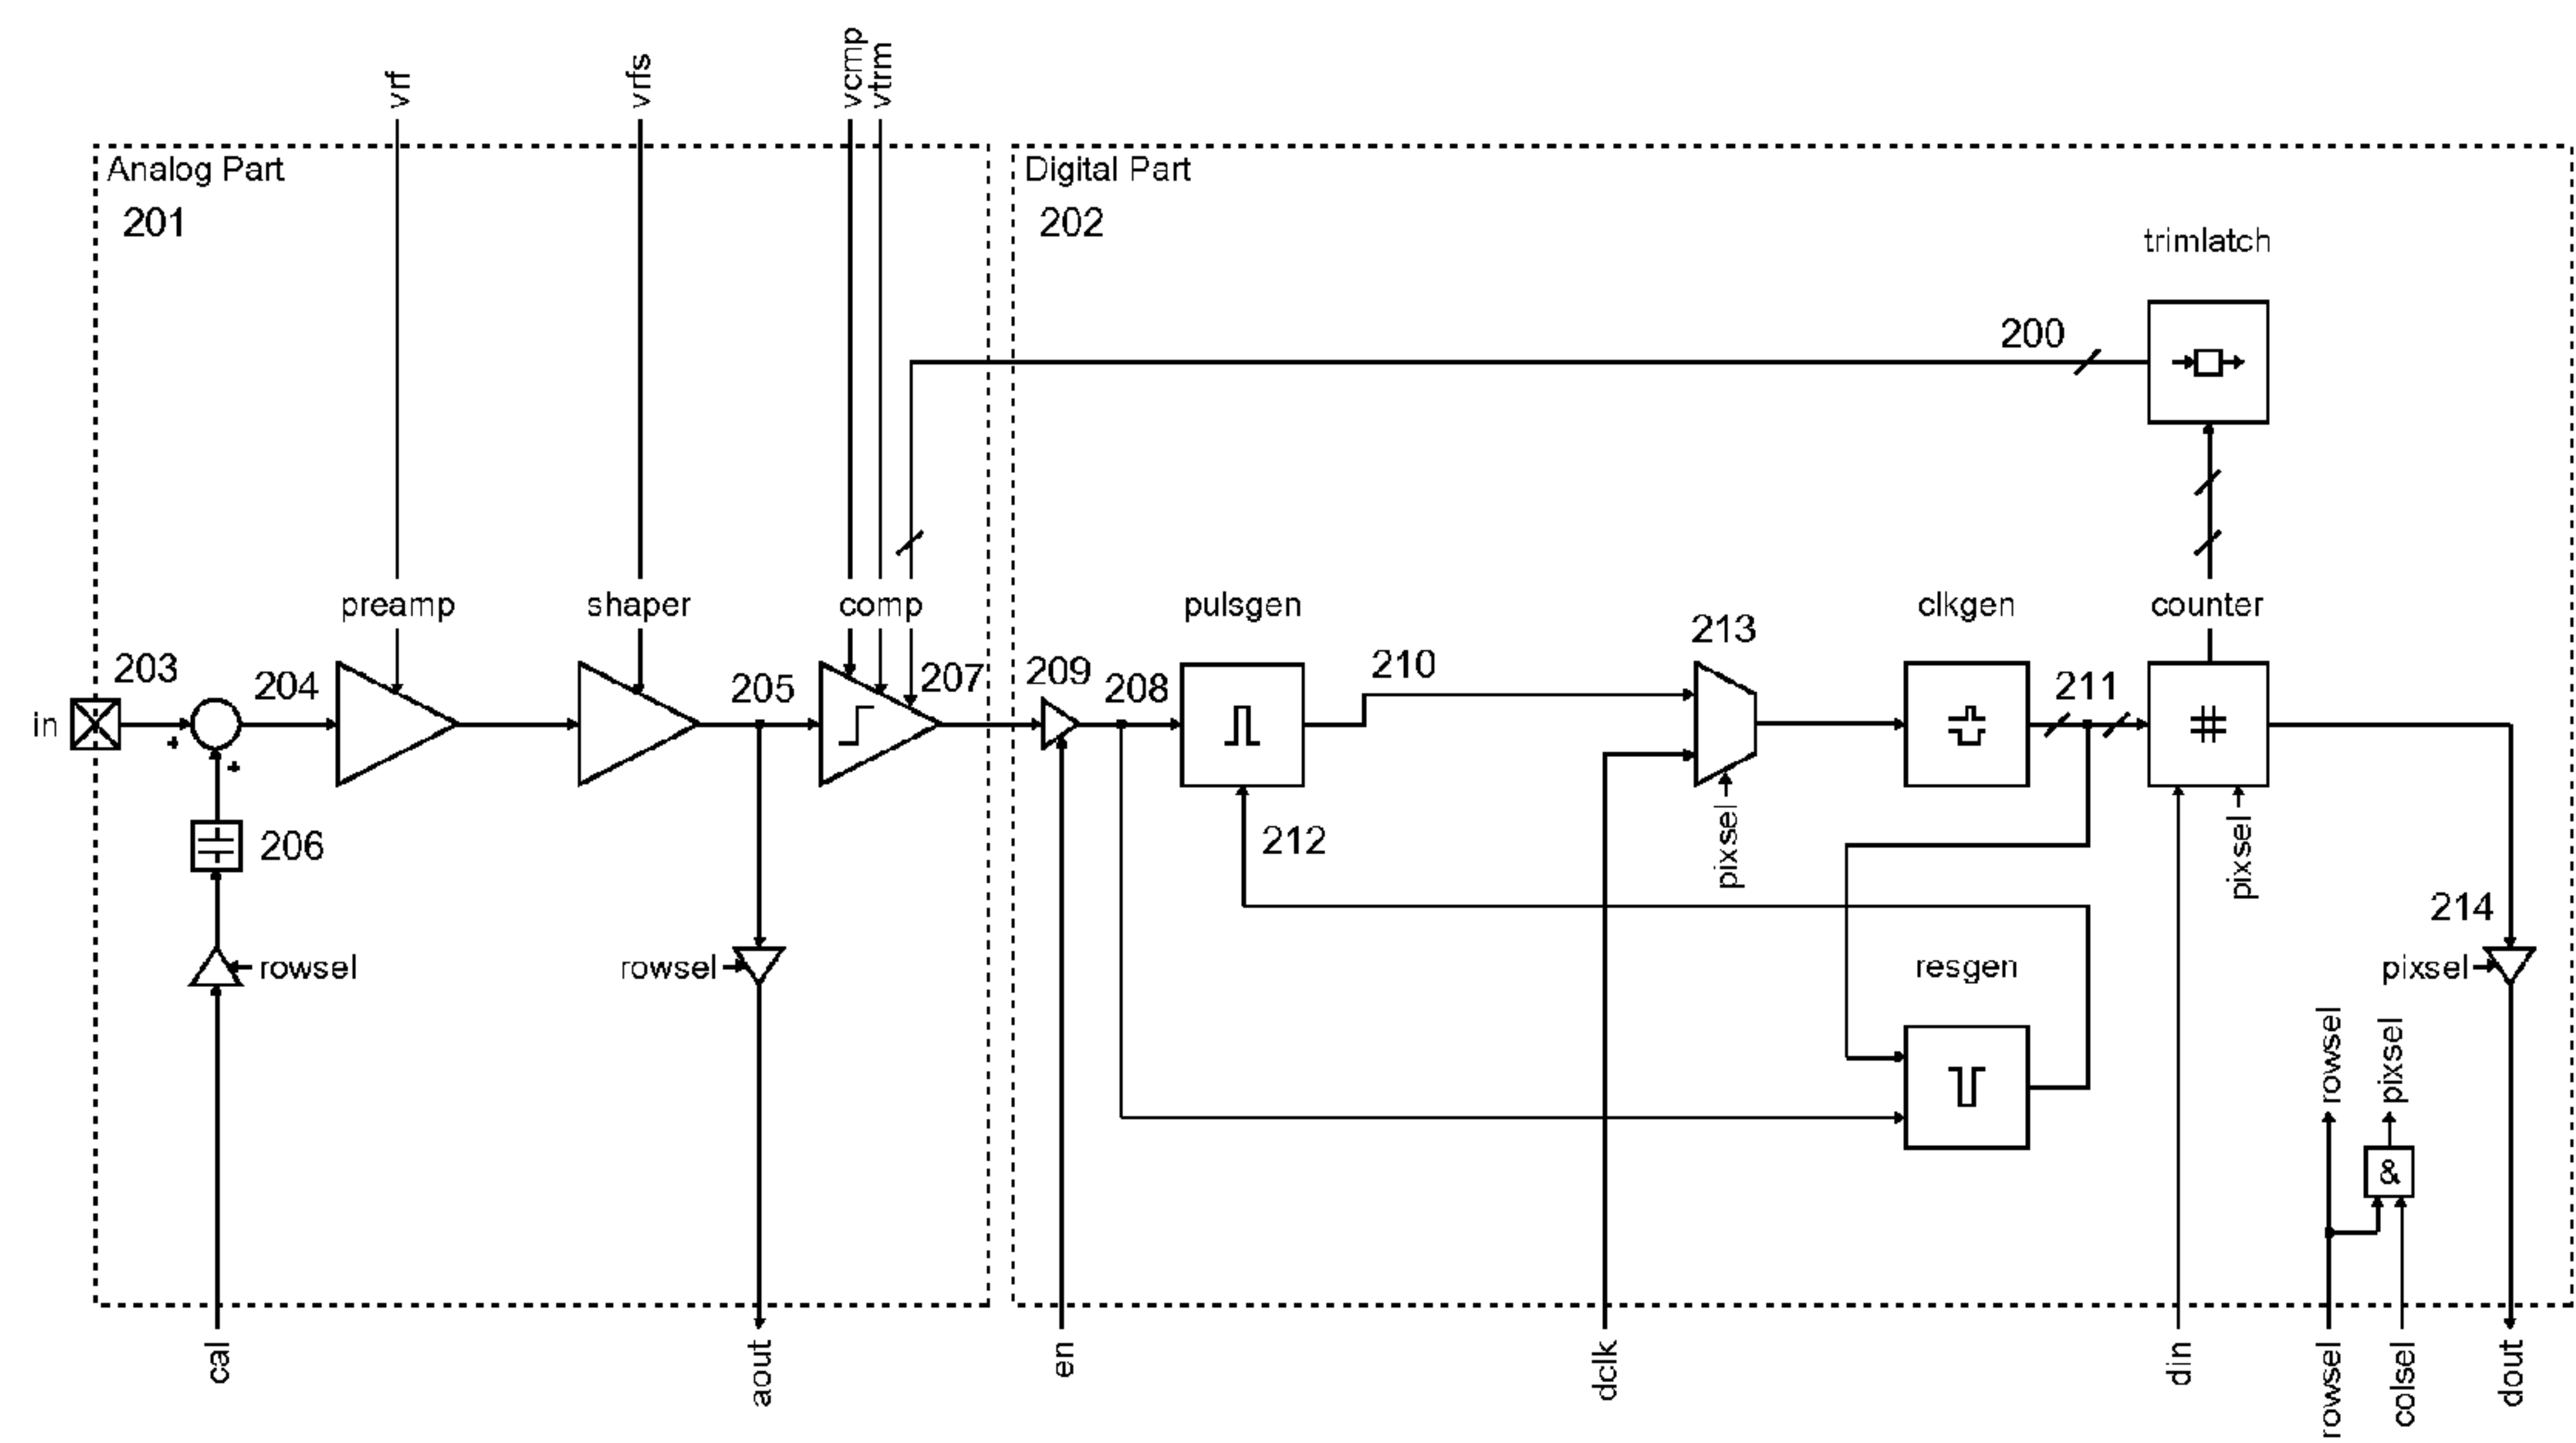 vrf
vrfs
vcmp
vtrm
Analog Part
201
Digital Part
202
trimlatch
200
preamp
shaper
comp
pulsgen
clkgen
counter
213
203
204
205
207
209
208
210
211
in
+
+
#
206
212
pixsel
pixsel
214
rowsel
rowsel
resgen
pixsel
rowsel
pixsel
&
cal
aout
en
dclk
din
rowsel
colsel
dout